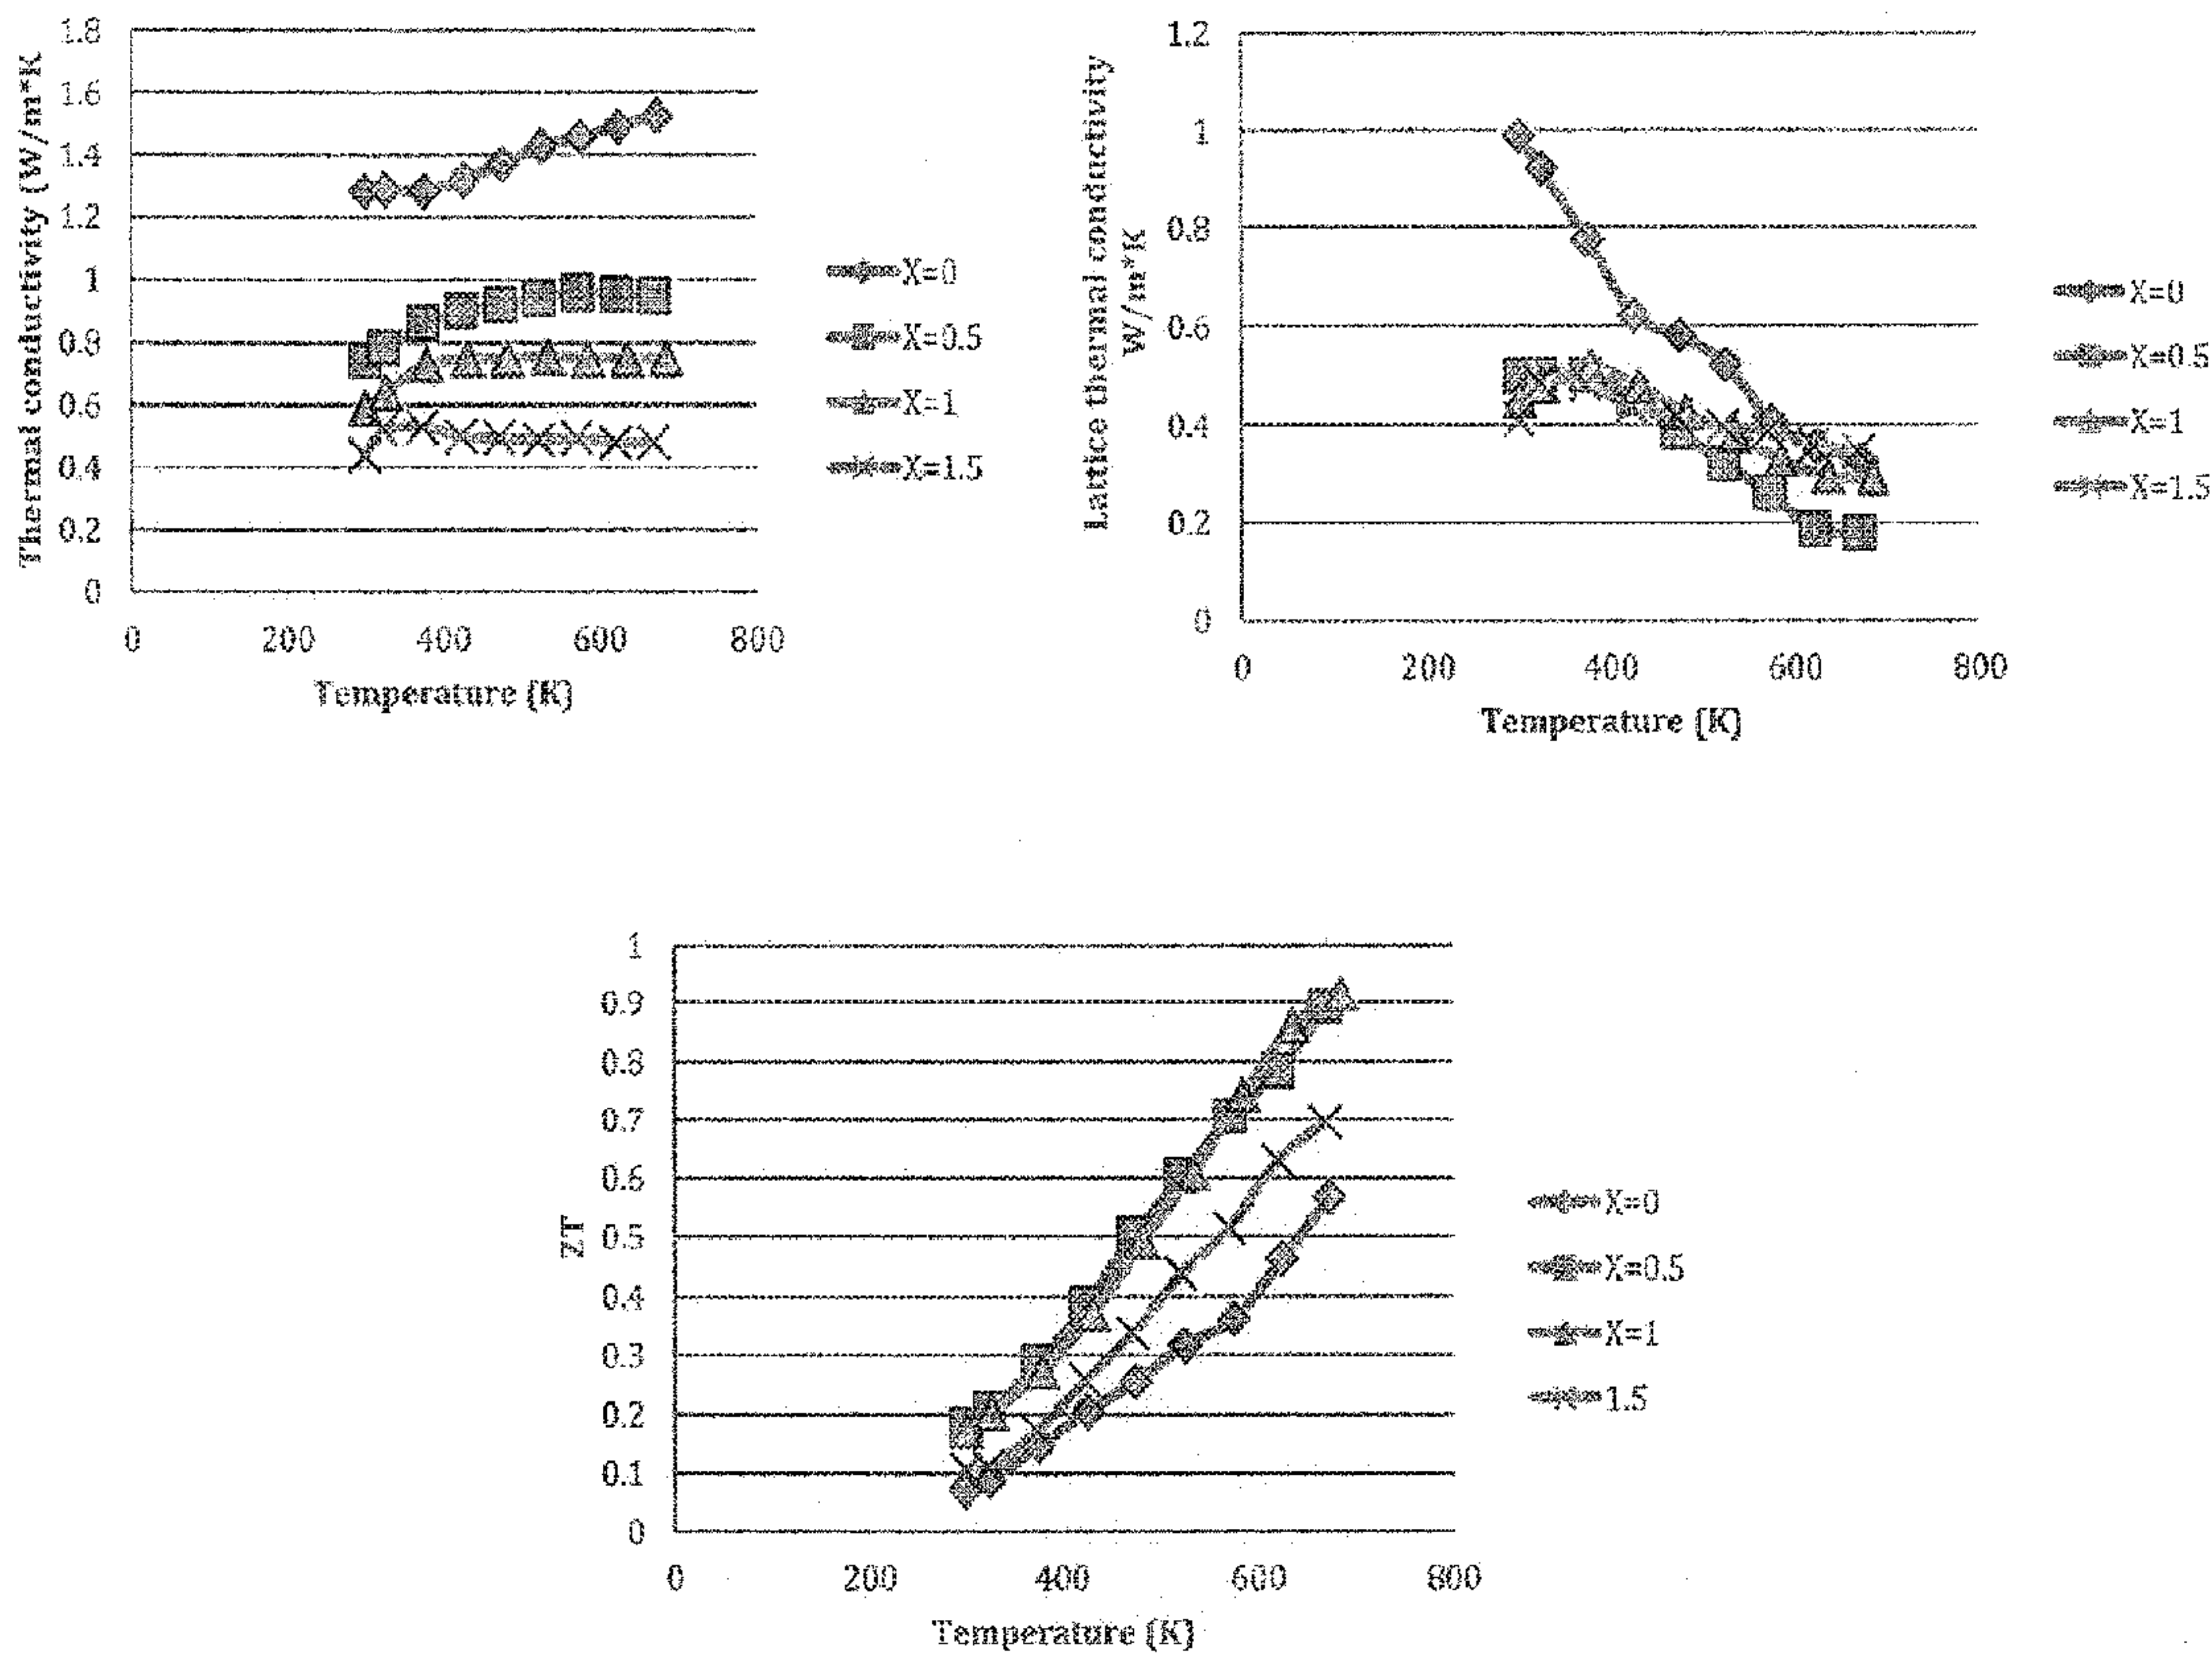 Thermal conductivity (W/m*K
1.8
1.6
1.4
1.2
1
0.8
0.6
0.4
0.2
0
0 200 400 600 800
Temperature (K)
X=0
X=0.5
X=1
X=1.5
Lattice thermal conductivity
W/m*K
1.2
1
0.8
0.6
0.4
0.2
0
0 200 400 600 800
Temperature (K)
X=0
X=0.5
X=1
X=1.5
ZT
1
0.9
0.8
0.7
0.6
0.5
0.4
0.3
0.2
0.1
0
0 200 400 600 800
Temperature (K)
X=0
X=0.5
X=1
1.5